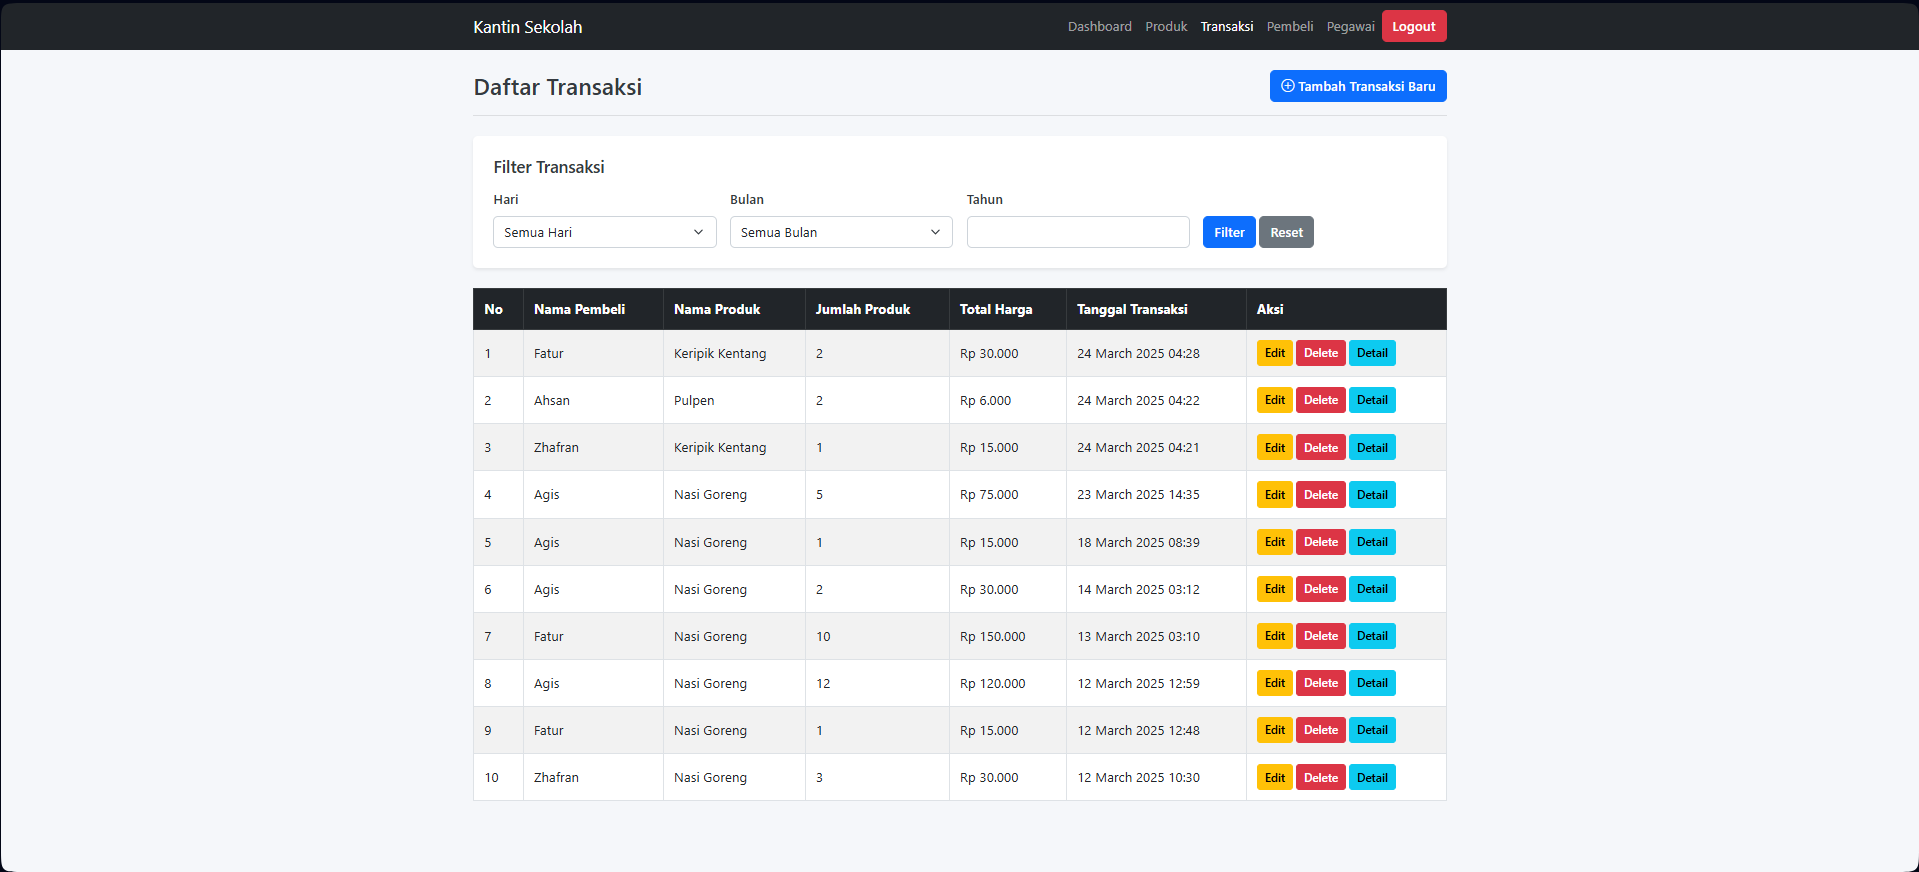 Kantin Sekolah Dashboard Produk Transaksi Pembeli Pegawai Logout
Daftar Transaksi Tambah Transaksi Baru
Filter Transaksi
Hari Bulan Tahun
Semua Hari Semua Bulan Filter Reset
No Nama Pembeli Nama Produk Jumlah Produk Total Harga Tanggal Transaksi Aksi
1 Fatur Keripik Kentang 2 Rp 30.000 24 March 2025 04:28 Edit Delete Detail
2 Ahsan Pulpen 2 Rp 6.000 24 March 2025 04:22 Edit Delete Detail
3 Zhafran Keripik Kentang 1 Rp 15.000 24 March 2025 04:21 Edit Delete Detail
4 Agis Nasi Goreng 5 Rp 75.000 23 March 2025 14:35 Edit Delete Detail
5 Agis Nasi Goreng 1 Rp 15.000 18 March 2025 08:39 Edit Delete Detail
6 Agis Nasi Goreng 2 Rp 30.000 14 March 2025 03:12 Edit Delete Detail
7 Fatur Nasi Goreng 10 Rp 150.000 13 March 2025 03:10 Edit Delete Detail
8 Agis Nasi Goreng 12 Rp 120.000 12 March 2025 12:59 Edit Delete Detail
9 Fatur Nasi Goreng 1 Rp 15.000 12 March 2025 12:48 Edit Delete Detail
10 Zhafran Nasi Goreng 3 Rp 30.000 12 March 2025 10:30 Edit Delete Detail